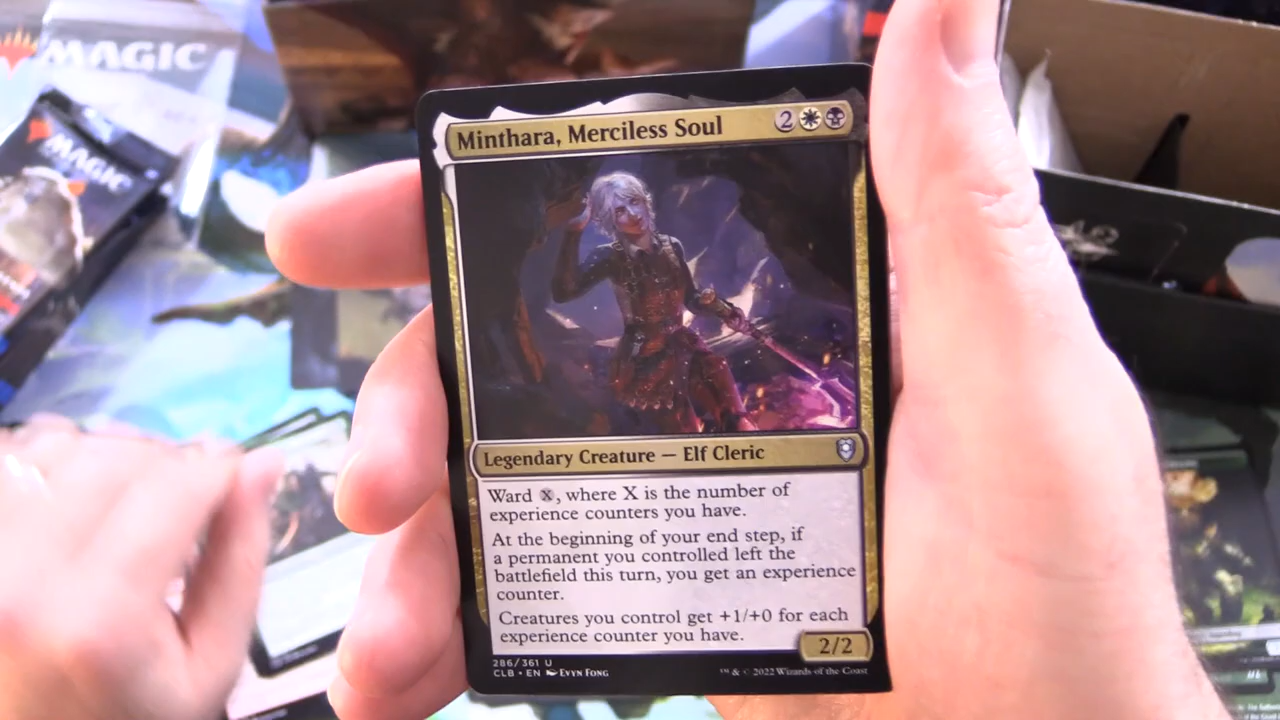 MAGIC
MAGIC
Minthara, Merciless Soul 2
Legendary Creature — Elf Cleric
Ward X, where X is the number of
experience counters you have.
At the beginning of your end step, if
a permanent you controlled left the
battlefield this turn, you get an experience
counter.
Creatures you control get +1/+0 for each
experience counter you have.
2/2
286/361 U
CLB • EN Evyn Fong
™ & © 2022 Wizards of the Coast